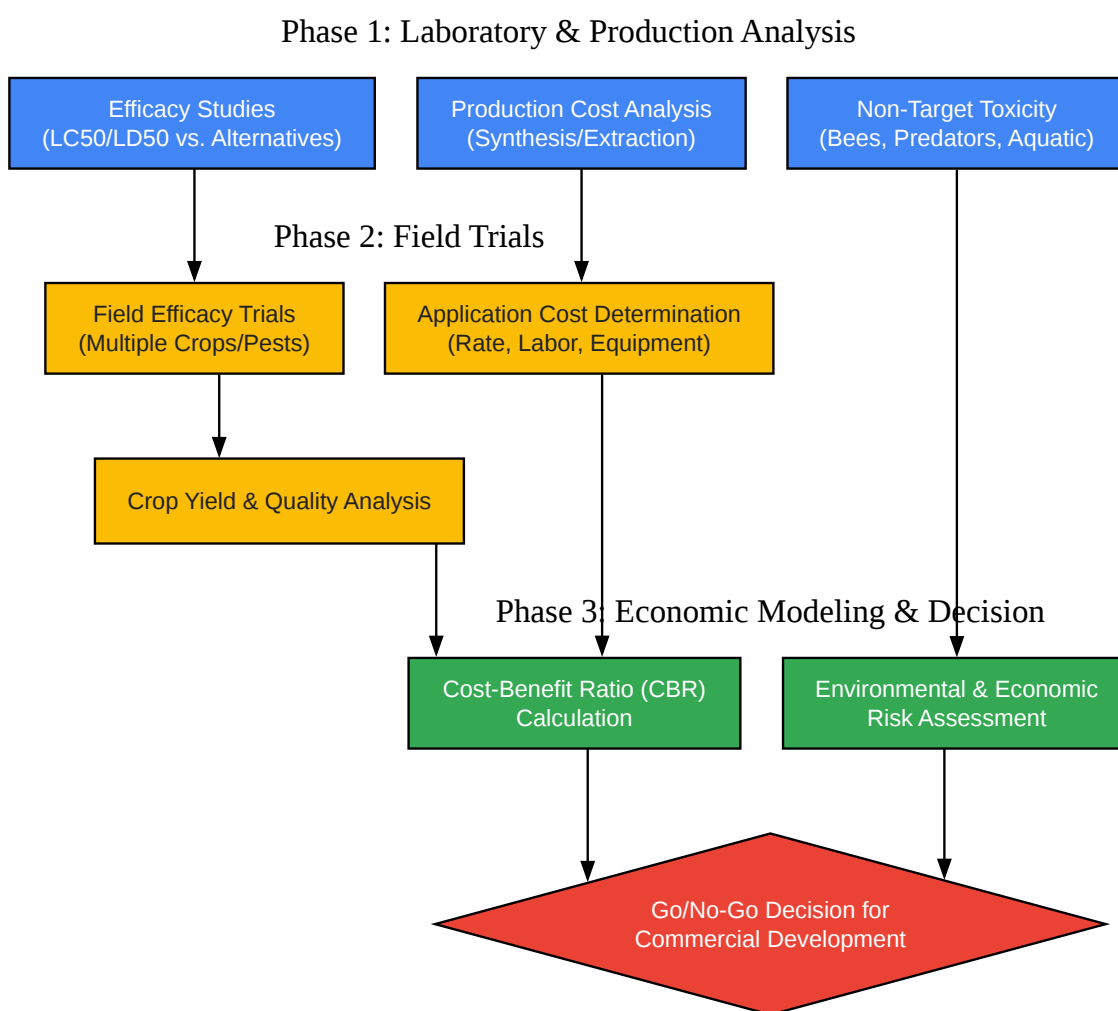 Phase 1: Laboratory & Production Analysis
Efficacy Studies
(LC50/LD50 vs. Alternatives)
Production Cost Analysis
(Synthesis/Extraction)
Non-Target Toxicity
(Bees, Predators, Aquatic)
Phase 2: Field Trials
Field Efficacy Trials
(Multiple Crops/Pests)
Application Cost Determination
(Rate, Labor, Equipment)
Crop Yield & Quality Analysis
Phase 3: Economic Modeling & Decision
Cost-Benefit Ratio (CBR)
Calculation
Environmental & Economic
Risk Assessment
Go/No-Go Decision for
Commercial Development